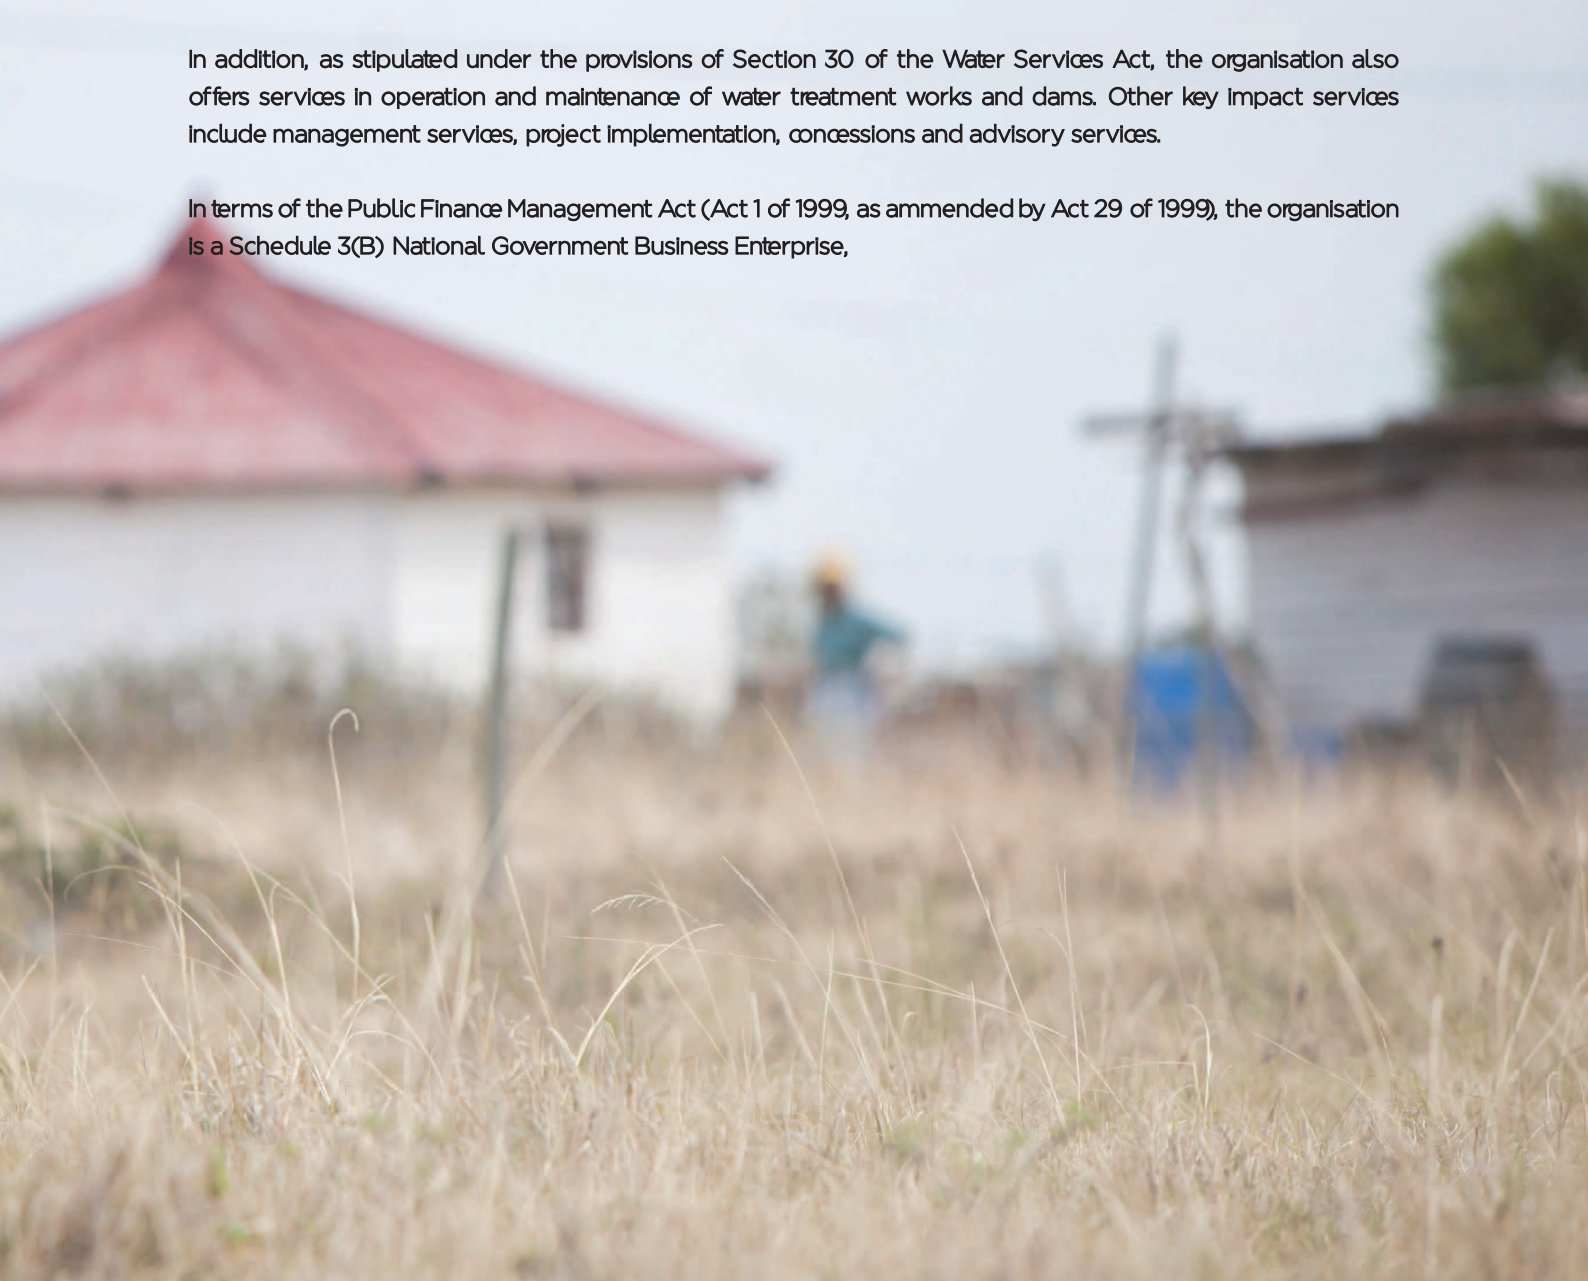 In addition, as stipulated under the provisions of Section 30 of the Water Services Act, the organisation also
offers services in operation and maintenance of water treatment works and dams. Other key impact services
include management services, project implementation, concessions and advisory services.
In terms of the Public Finance Management Act (Act 1 of 1999, as ammended by Act 29 of 1999), the organisation
is a Schedule 3(B) National Government Business Enterprise,